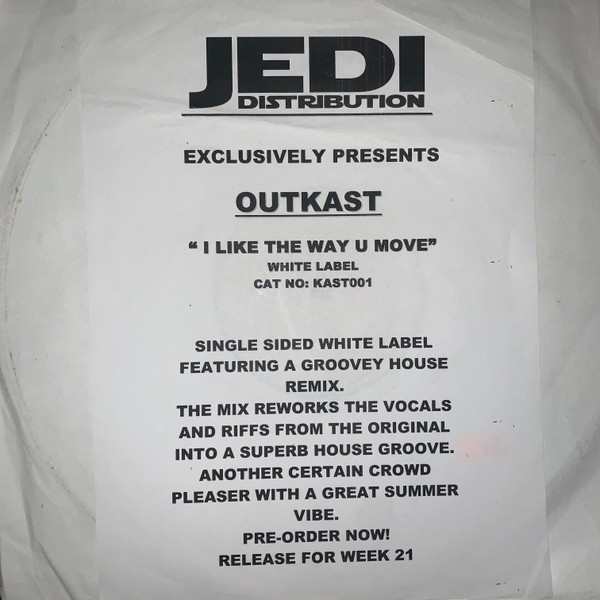 JEDI
DISTRIBUTION
EXCLUSIVELY PRESENTS
OUTKAST
“ I LIKE THE WAY U MOVE”
WHITE LABEL
CAT NO: KAST001
SINGLE SIDED WHITE LABEL
FEATURING A GROOVEY HOUSE
REMIX.
THE MIX REWORKS THE VOCALS
AND RIFFS FROM THE ORIGINAL
INTO A SUPERB HOUSE GROOVE.
ANOTHER CERTAIN CROWD
PLEASER WITH A GREAT SUMMER
VIBE.
PRE-ORDER NOW!
RELEASE FOR WEEK 21